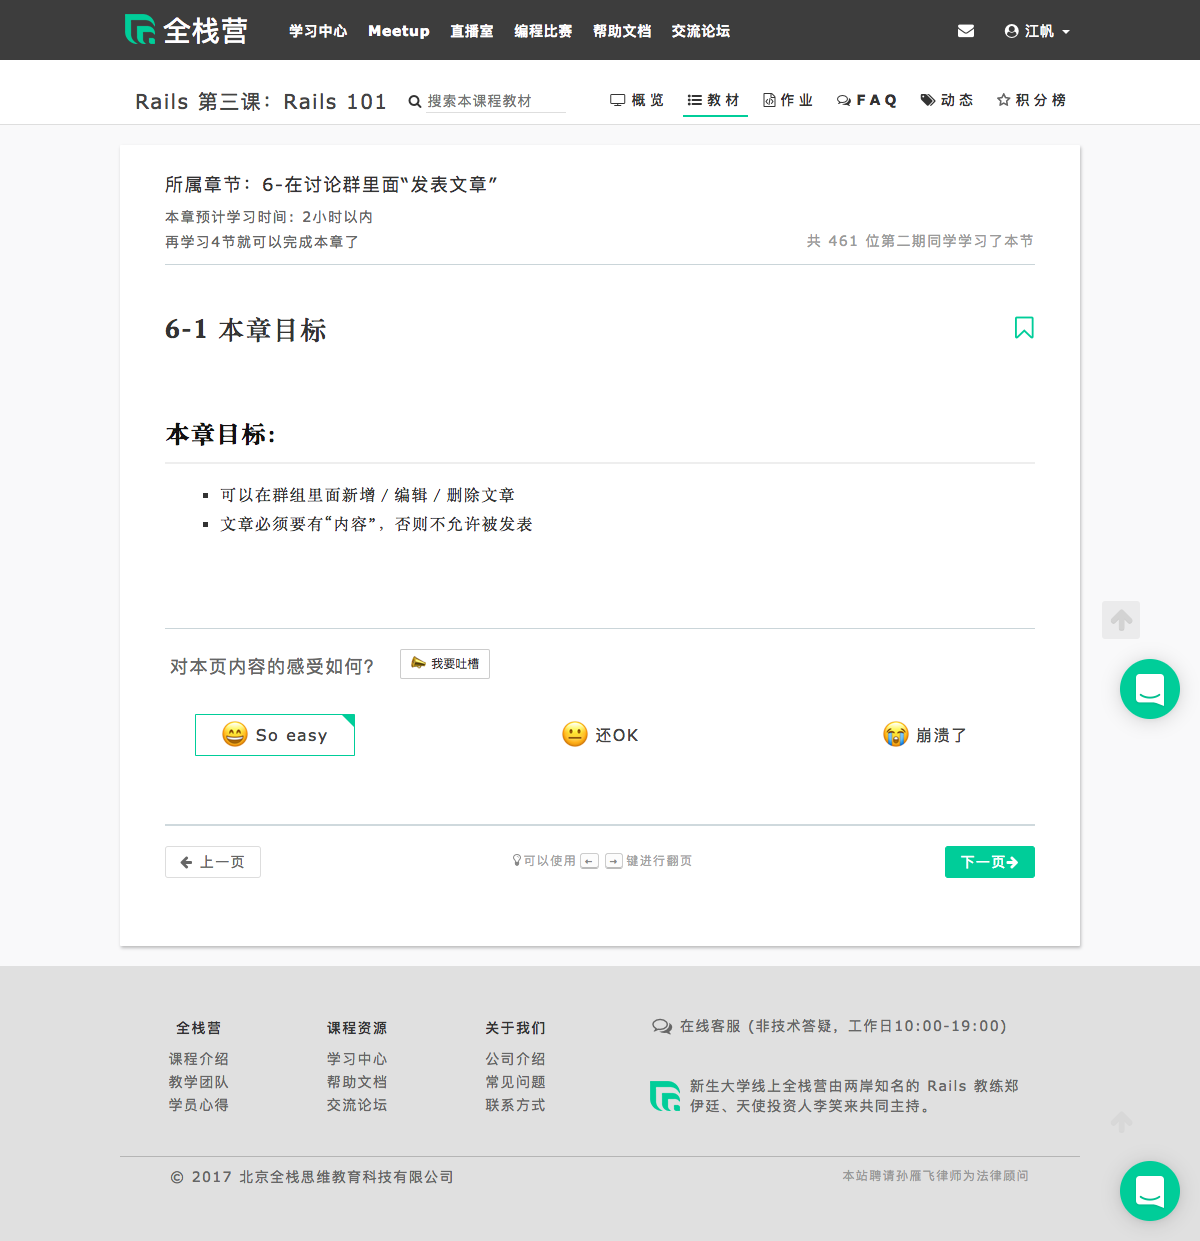 全栈营 学习中心 Meetup 直播室 编程比赛 帮助文档 交流论坛 江帆
Rails 第三课：Rails 101 搜索本课程教材 概览 教材 作业 FAQ 动态 积分榜
所属章节：6-在讨论群里面“发表文章”
本章预计学习时间：2小时以内
再学习4节就可以完成本章了
共 461 位第二期同学学习了本节
6-1 本章目标
本章目标:
可以在群组里面新增 / 编辑 / 删除文章
文章必须要有“内容”，否则不允许被发表
对本页内容的感受如何? 我要吐槽
So easy 还OK 崩溃了
上一页 可以使用 ← → 键进行翻页 下一页
全栈营 课程资源 关于我们
课程介绍 学习中心 公司介绍
教学团队 帮助文档 常见问题
学员心得 交流论坛 联系方式
在线客服 (非技术答疑，工作日10:00-19:00)
新生大学线上全栈营由两岸知名的 Rails 教练郑
伊廷、天使投资人李笑来共同主持。
© 2017 北京全栈思维教育科技有限公司
本站聘请孙雁飞律师为法律顾问